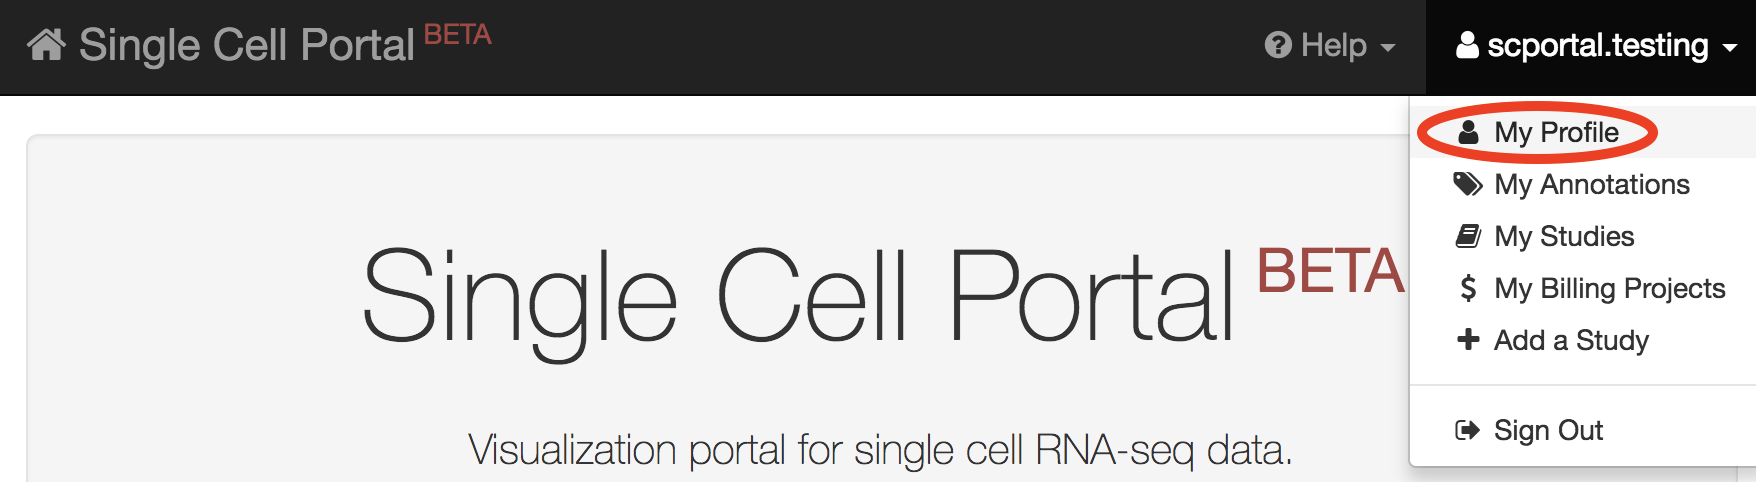 Single Cell Portal BETA
Help
scportal.testing
My Profile
My Annotations
My Studies
My Billing Projects
Add a Study
Sign Out
Single Cell Portal BETA
Visualization portal for single cell RNA-seq data.